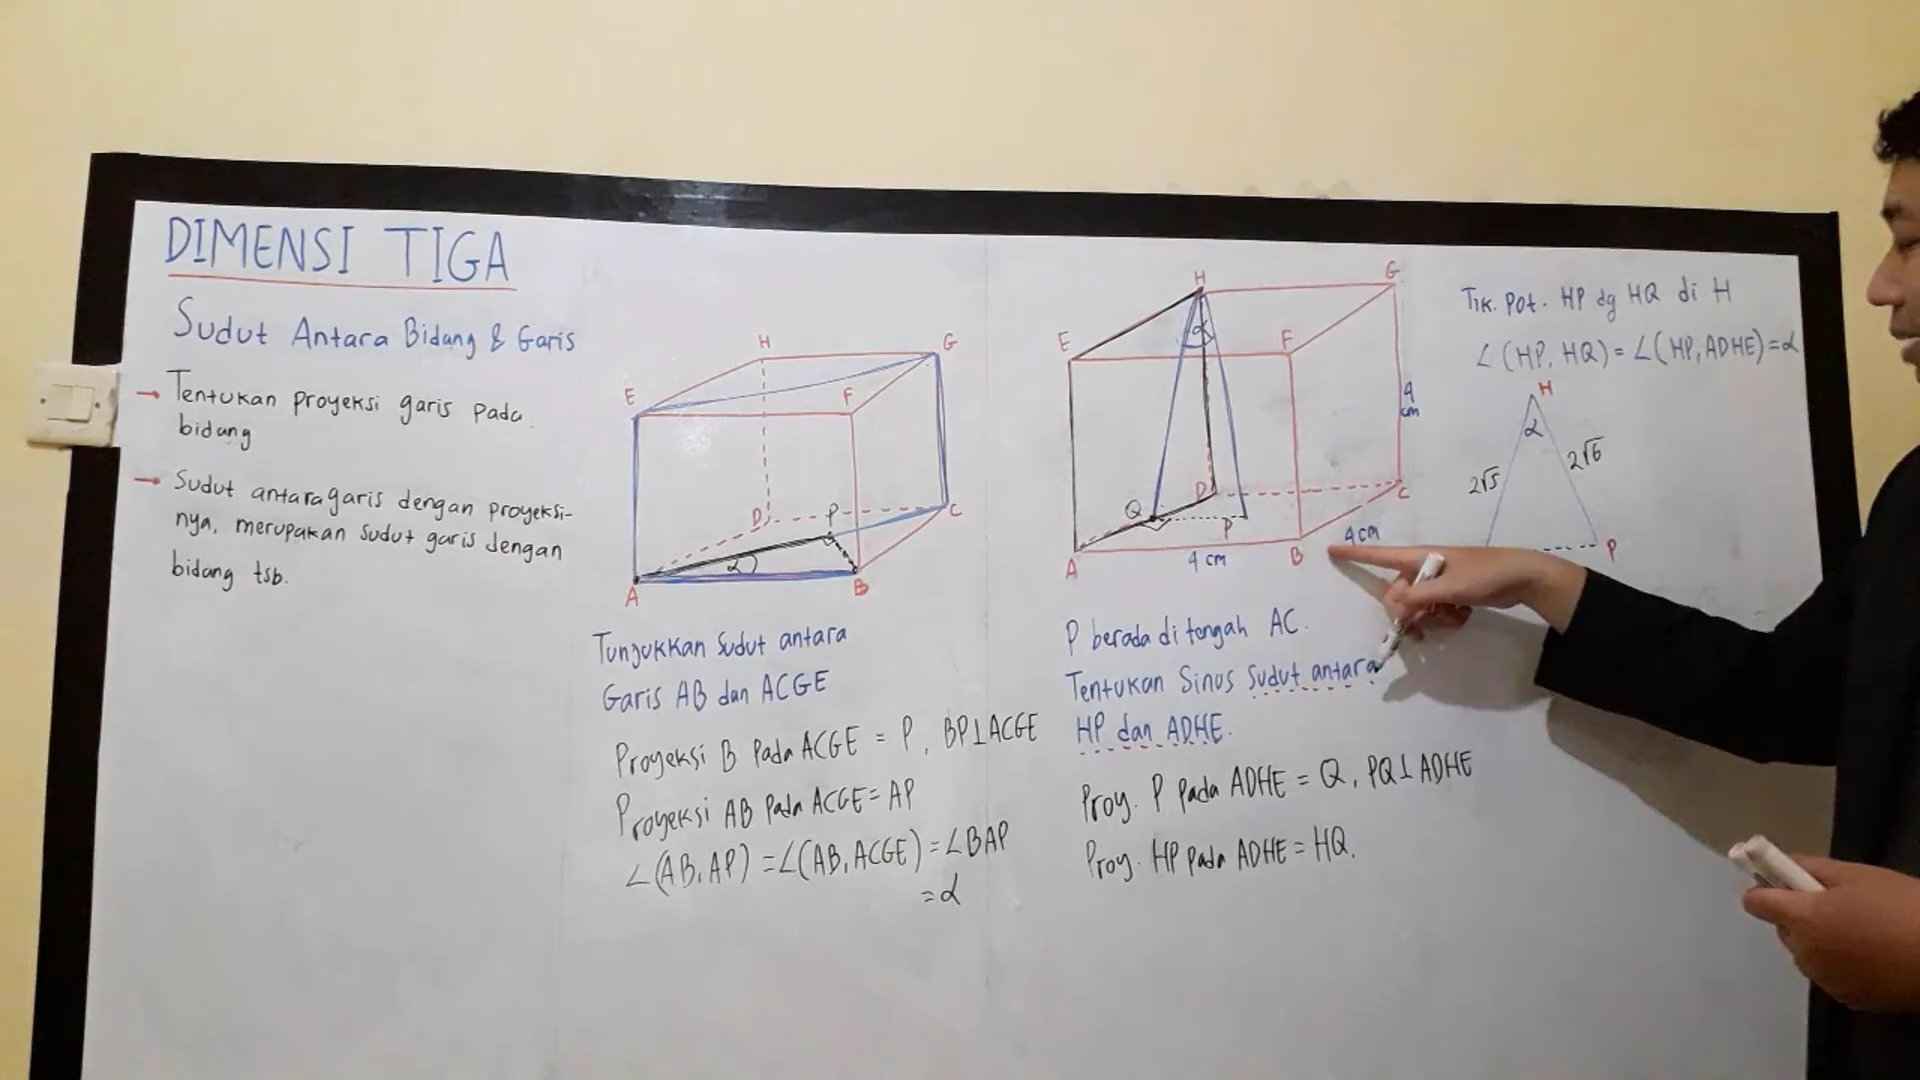 DIMENSI TIGA
Sudut Antara Bidang & Garis
→ Tentukan proyeksi garis pada
bidang
→ Sudut antara garis dengan proyeksi-
nya, merupakan sudut garis dengan
bidang tsb.
H
G
E
F
D
P
C
α
A
B
Tunjukkan Sudut antara
Garis AB dan ACGE
Proyeksi B pada ACGE = P, BP⊥ACGE
Proyeksi AB pada ACGE = AP
∠(AB, AP) = ∠(AB, ACGE) = ∠BAP
= α
H
G
α
E
F
4
cm
D
C
Q
P
4 cm
A
4 cm
B
P berada di tengah AC.
Tentukan Sinus Sudut antara
HP dan ADHE.
Proy. P pada ADHE = Q, PQ⊥ADHE
Proy. HP pada ADHE = HQ.
Tik. Pot. HP dg HQ di H
∠(HP, HQ) = ∠(HP, ADHE) = α
H
α
2√5
2√6
P